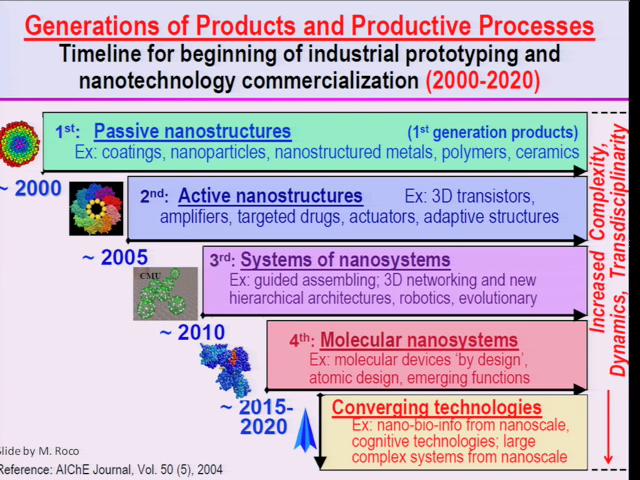 Generations of Products and Productive Processes
Timeline for beginning of industrial prototyping and
nanotechnology commercialization (2000-2020)
1st: Passive nanostructures (1st generation products)
Ex: coatings, nanoparticles, nanostructured metals, polymers, ceramics
~ 2000
2nd: Active nanostructures Ex: 3D transistors,
amplifiers, targeted drugs, actuators, adaptive structures
~ 2005
3rd: Systems of nanosystems
Ex: guided assembling; 3D networking and new
hierarchical architectures, robotics, evolutionary
CMU
~ 2010
4th: Molecular nanosystems
Ex: molecular devices ‘by design’,
atomic design, emerging functions
~ 2015-
2020
Converging technologies
Ex: nano-bio-info from nanoscale,
cognitive technologies; large
complex systems from nanoscale
Increased Complexity,
Dynamics, Transdisciplinarity
Slide by M. Roco
Reference: AIChE Journal, Vol. 50 (5), 2004